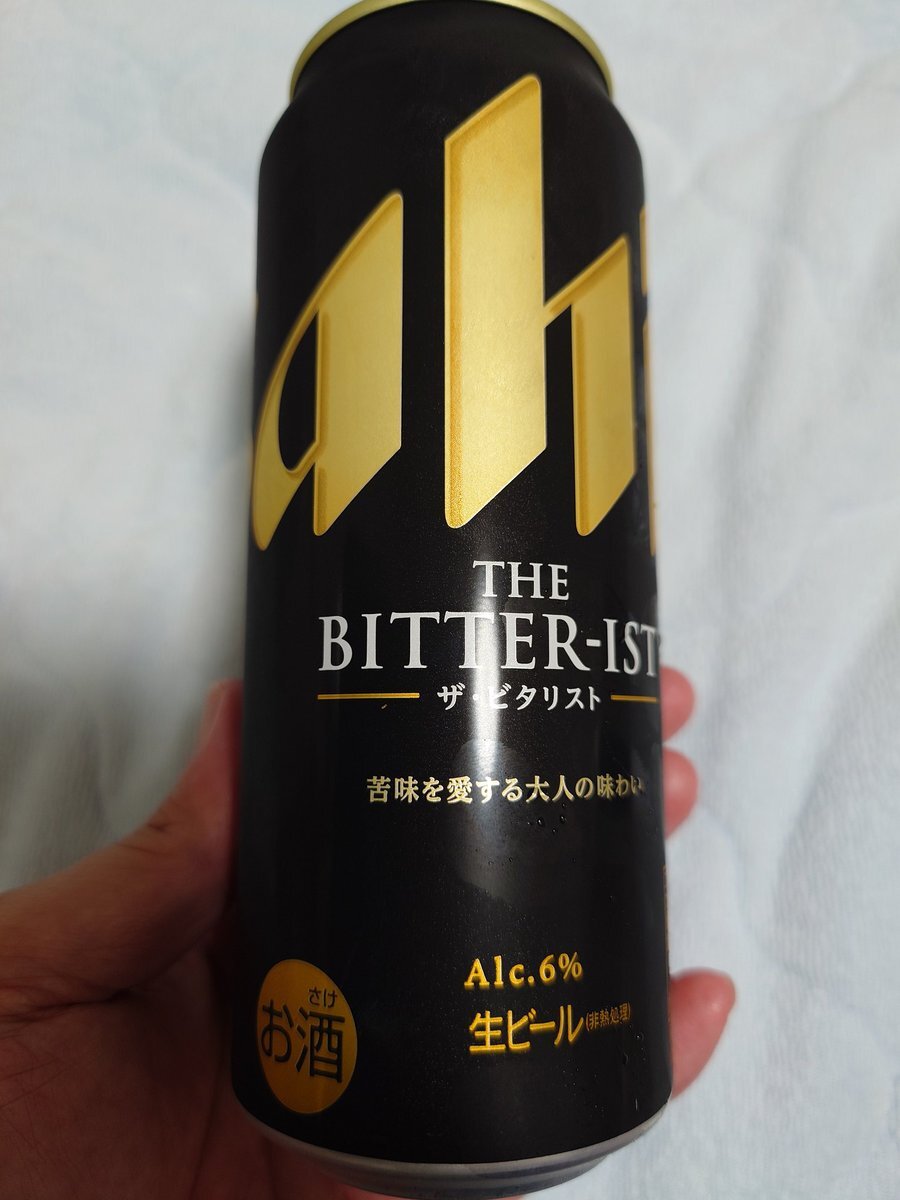 ahi
THE
BITTER-IST
ザ・ビタリスト
苦味を愛する大人の味わい
Alc.6%
生ビール(非熱処理)
さけ
お酒